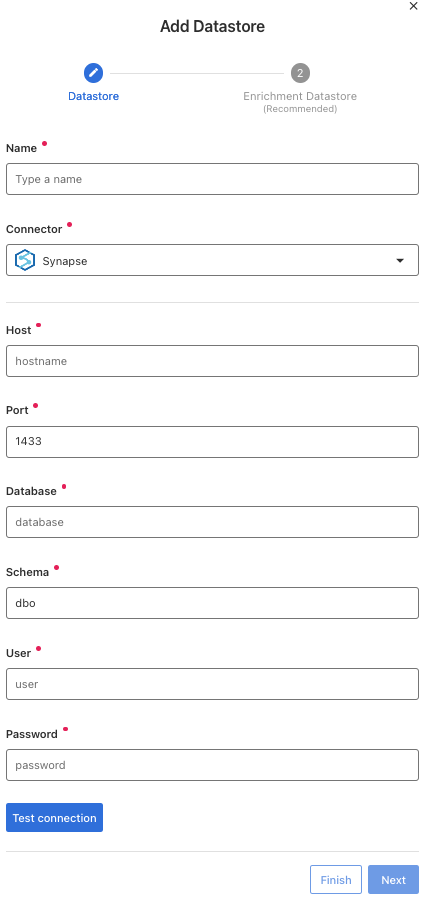 ×
Add Datastore
2
Datastore
Enrichment Datastore
(Recommended)
Name
Type a name
Connector
Synapse
Host
hostname
Port
1433
Database
database
Schema
dbo
User
user
Password
password
Test connection
Finish Next